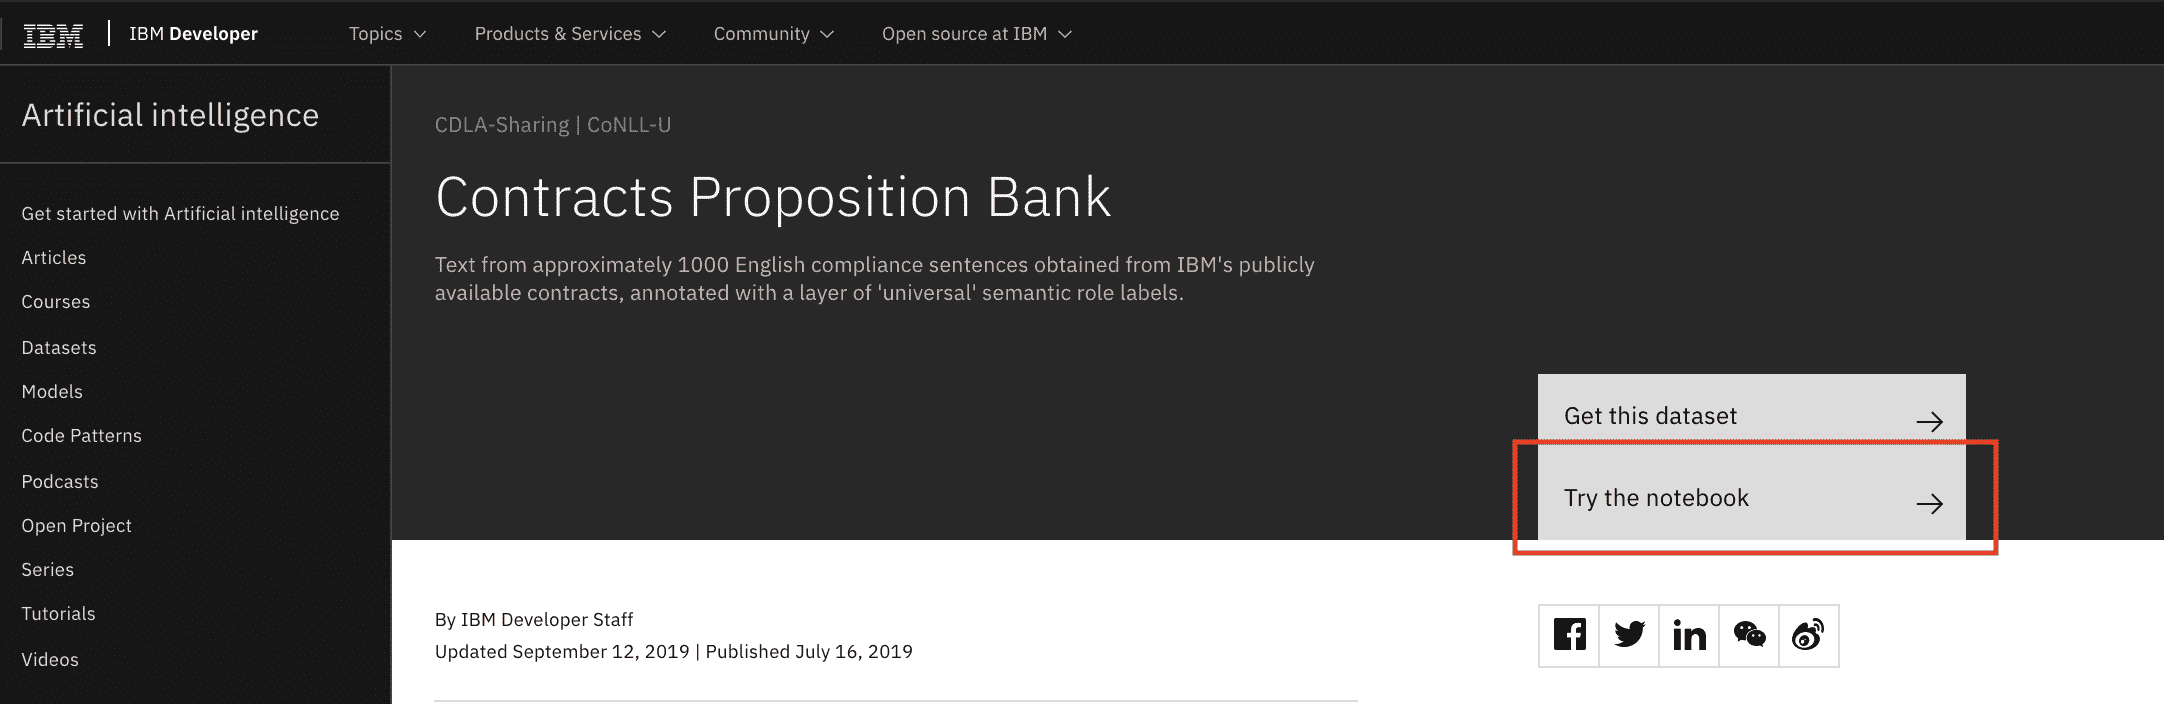 IBM
IBM Developer
Topics
Products & Services
Community
Open source at IBM
Artificial intelligence
Get started with Artificial intelligence
Articles
Courses
Datasets
Models
Code Patterns
Podcasts
Open Project
Series
Tutorials
Videos
CDLA-Sharing | CoNLL-U
Contracts Proposition Bank
Text from approximately 1000 English compliance sentences obtained from IBM's publicly
available contracts, annotated with a layer of 'universal' semantic role labels.
Get this dataset
Try the notebook
By IBM Developer Staff
Updated September 12, 2019 | Published July 16, 2019